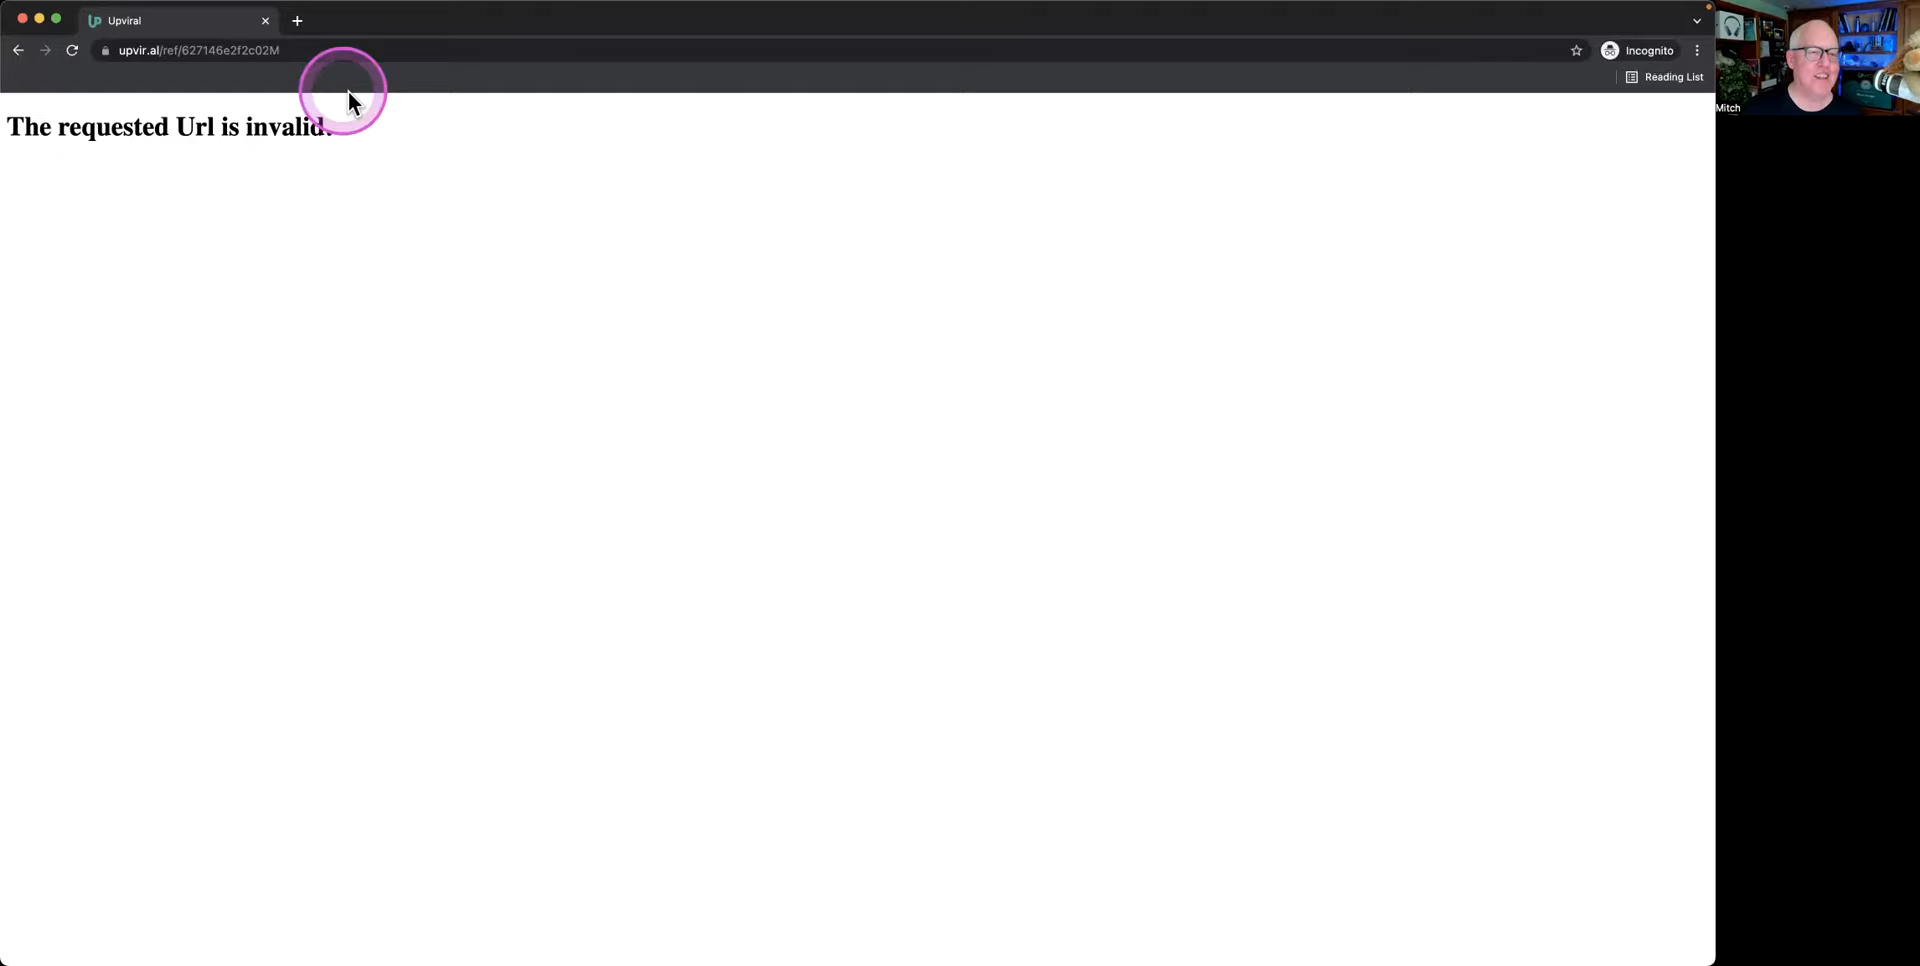 Upviral
upvir.al/ref/627146e2f2c02M
Incognito
Reading List
Mitch
The requested Url is invalid.